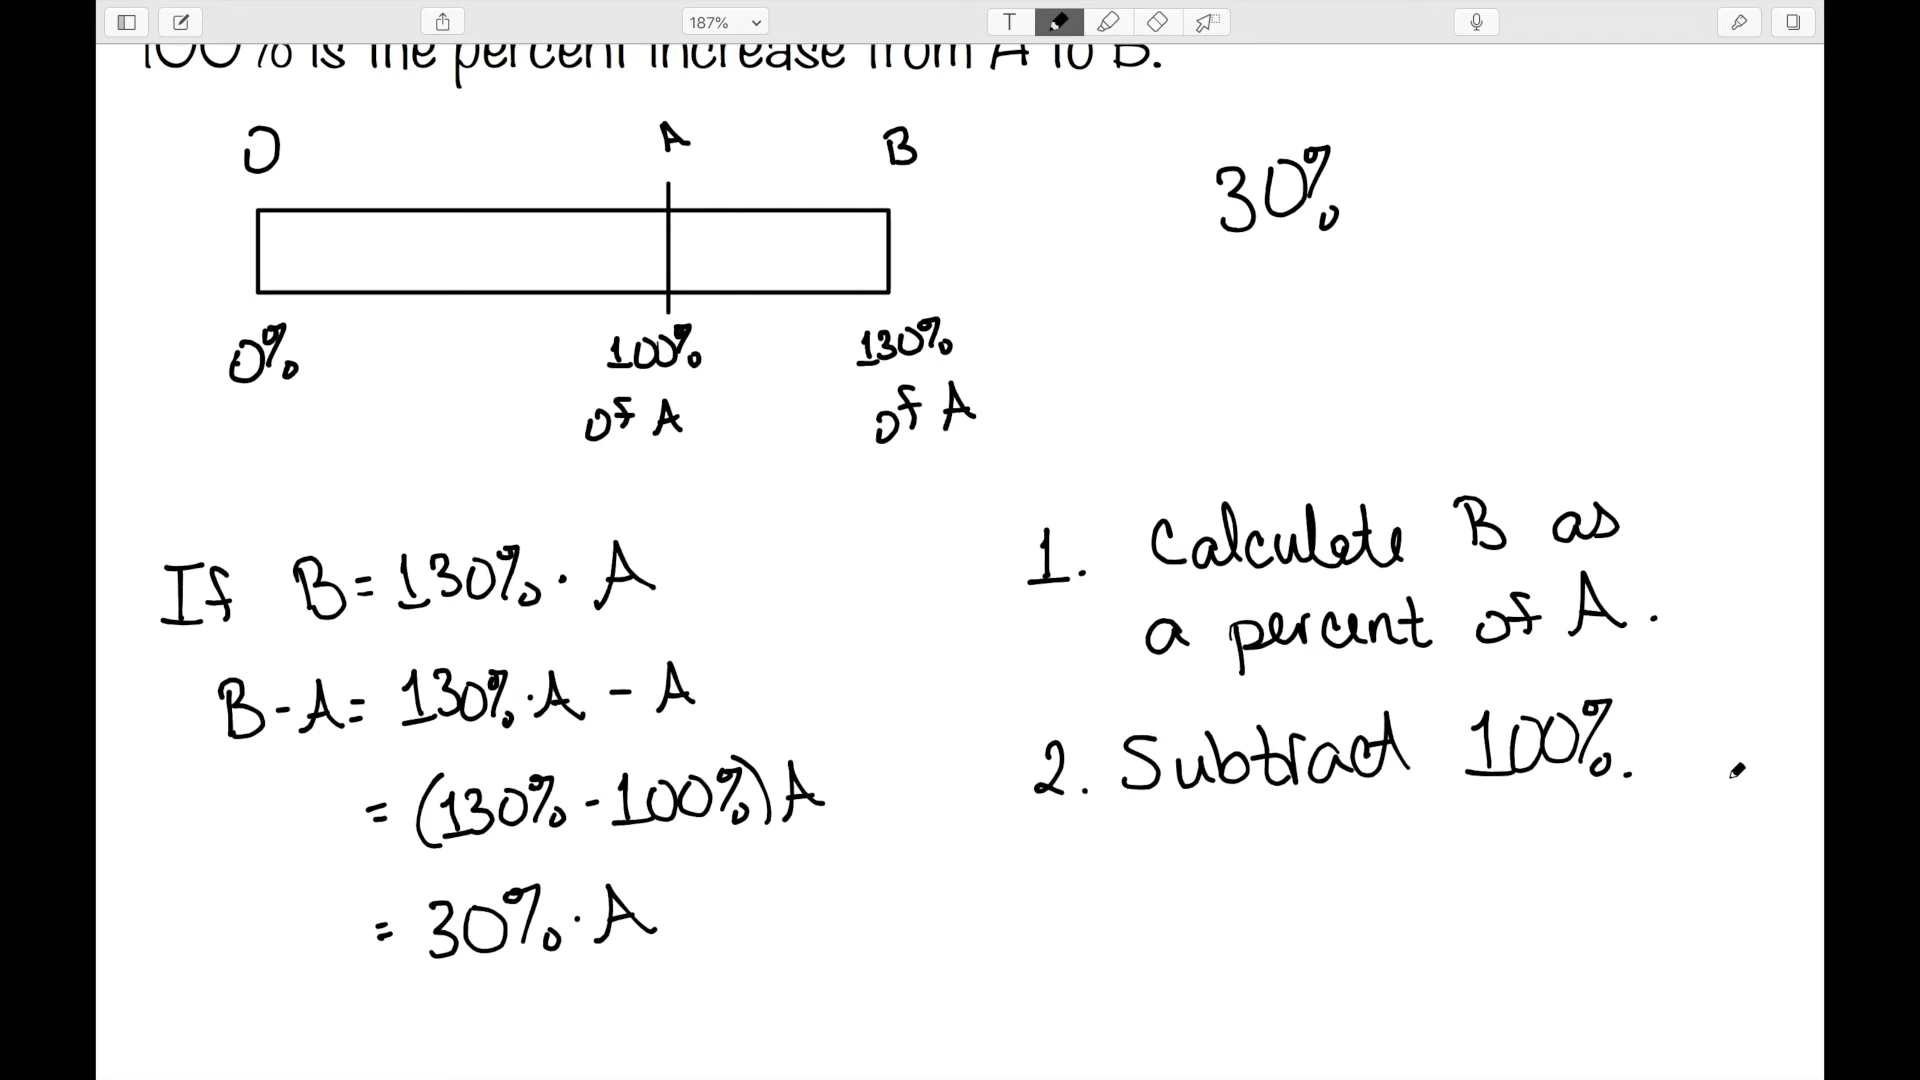 187%
T
100% is the percent increase from A to B.
0 A B
30%
0% 100% of A 130% of A
If B = 130% · A
B - A = 130% · A - A
= (130% - 100%) A
= 30% · A
1. Calculate B as
a percent of A.
2. Subtract 100%.